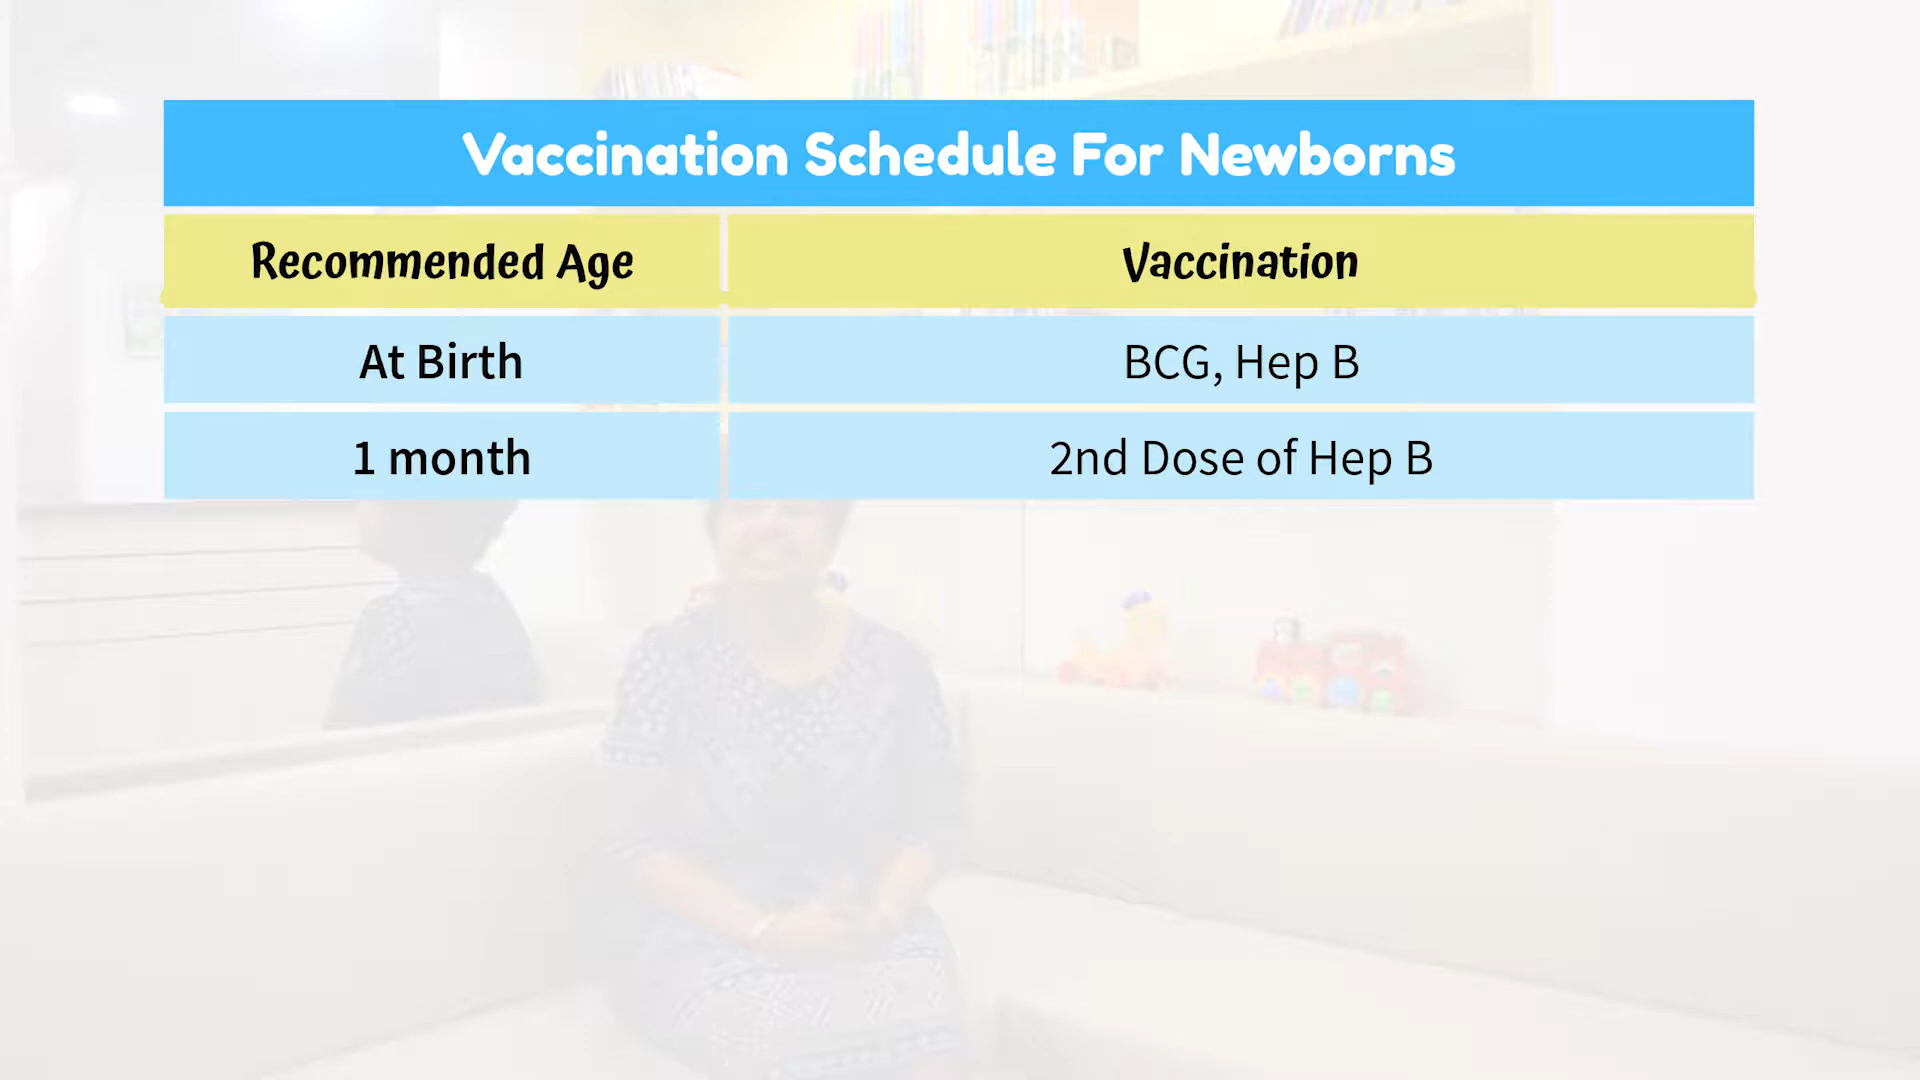 Vaccination Schedule For Newborns
Recommended Age Vaccination
At Birth BCG, Hep B
1 month 2nd Dose of Hep B